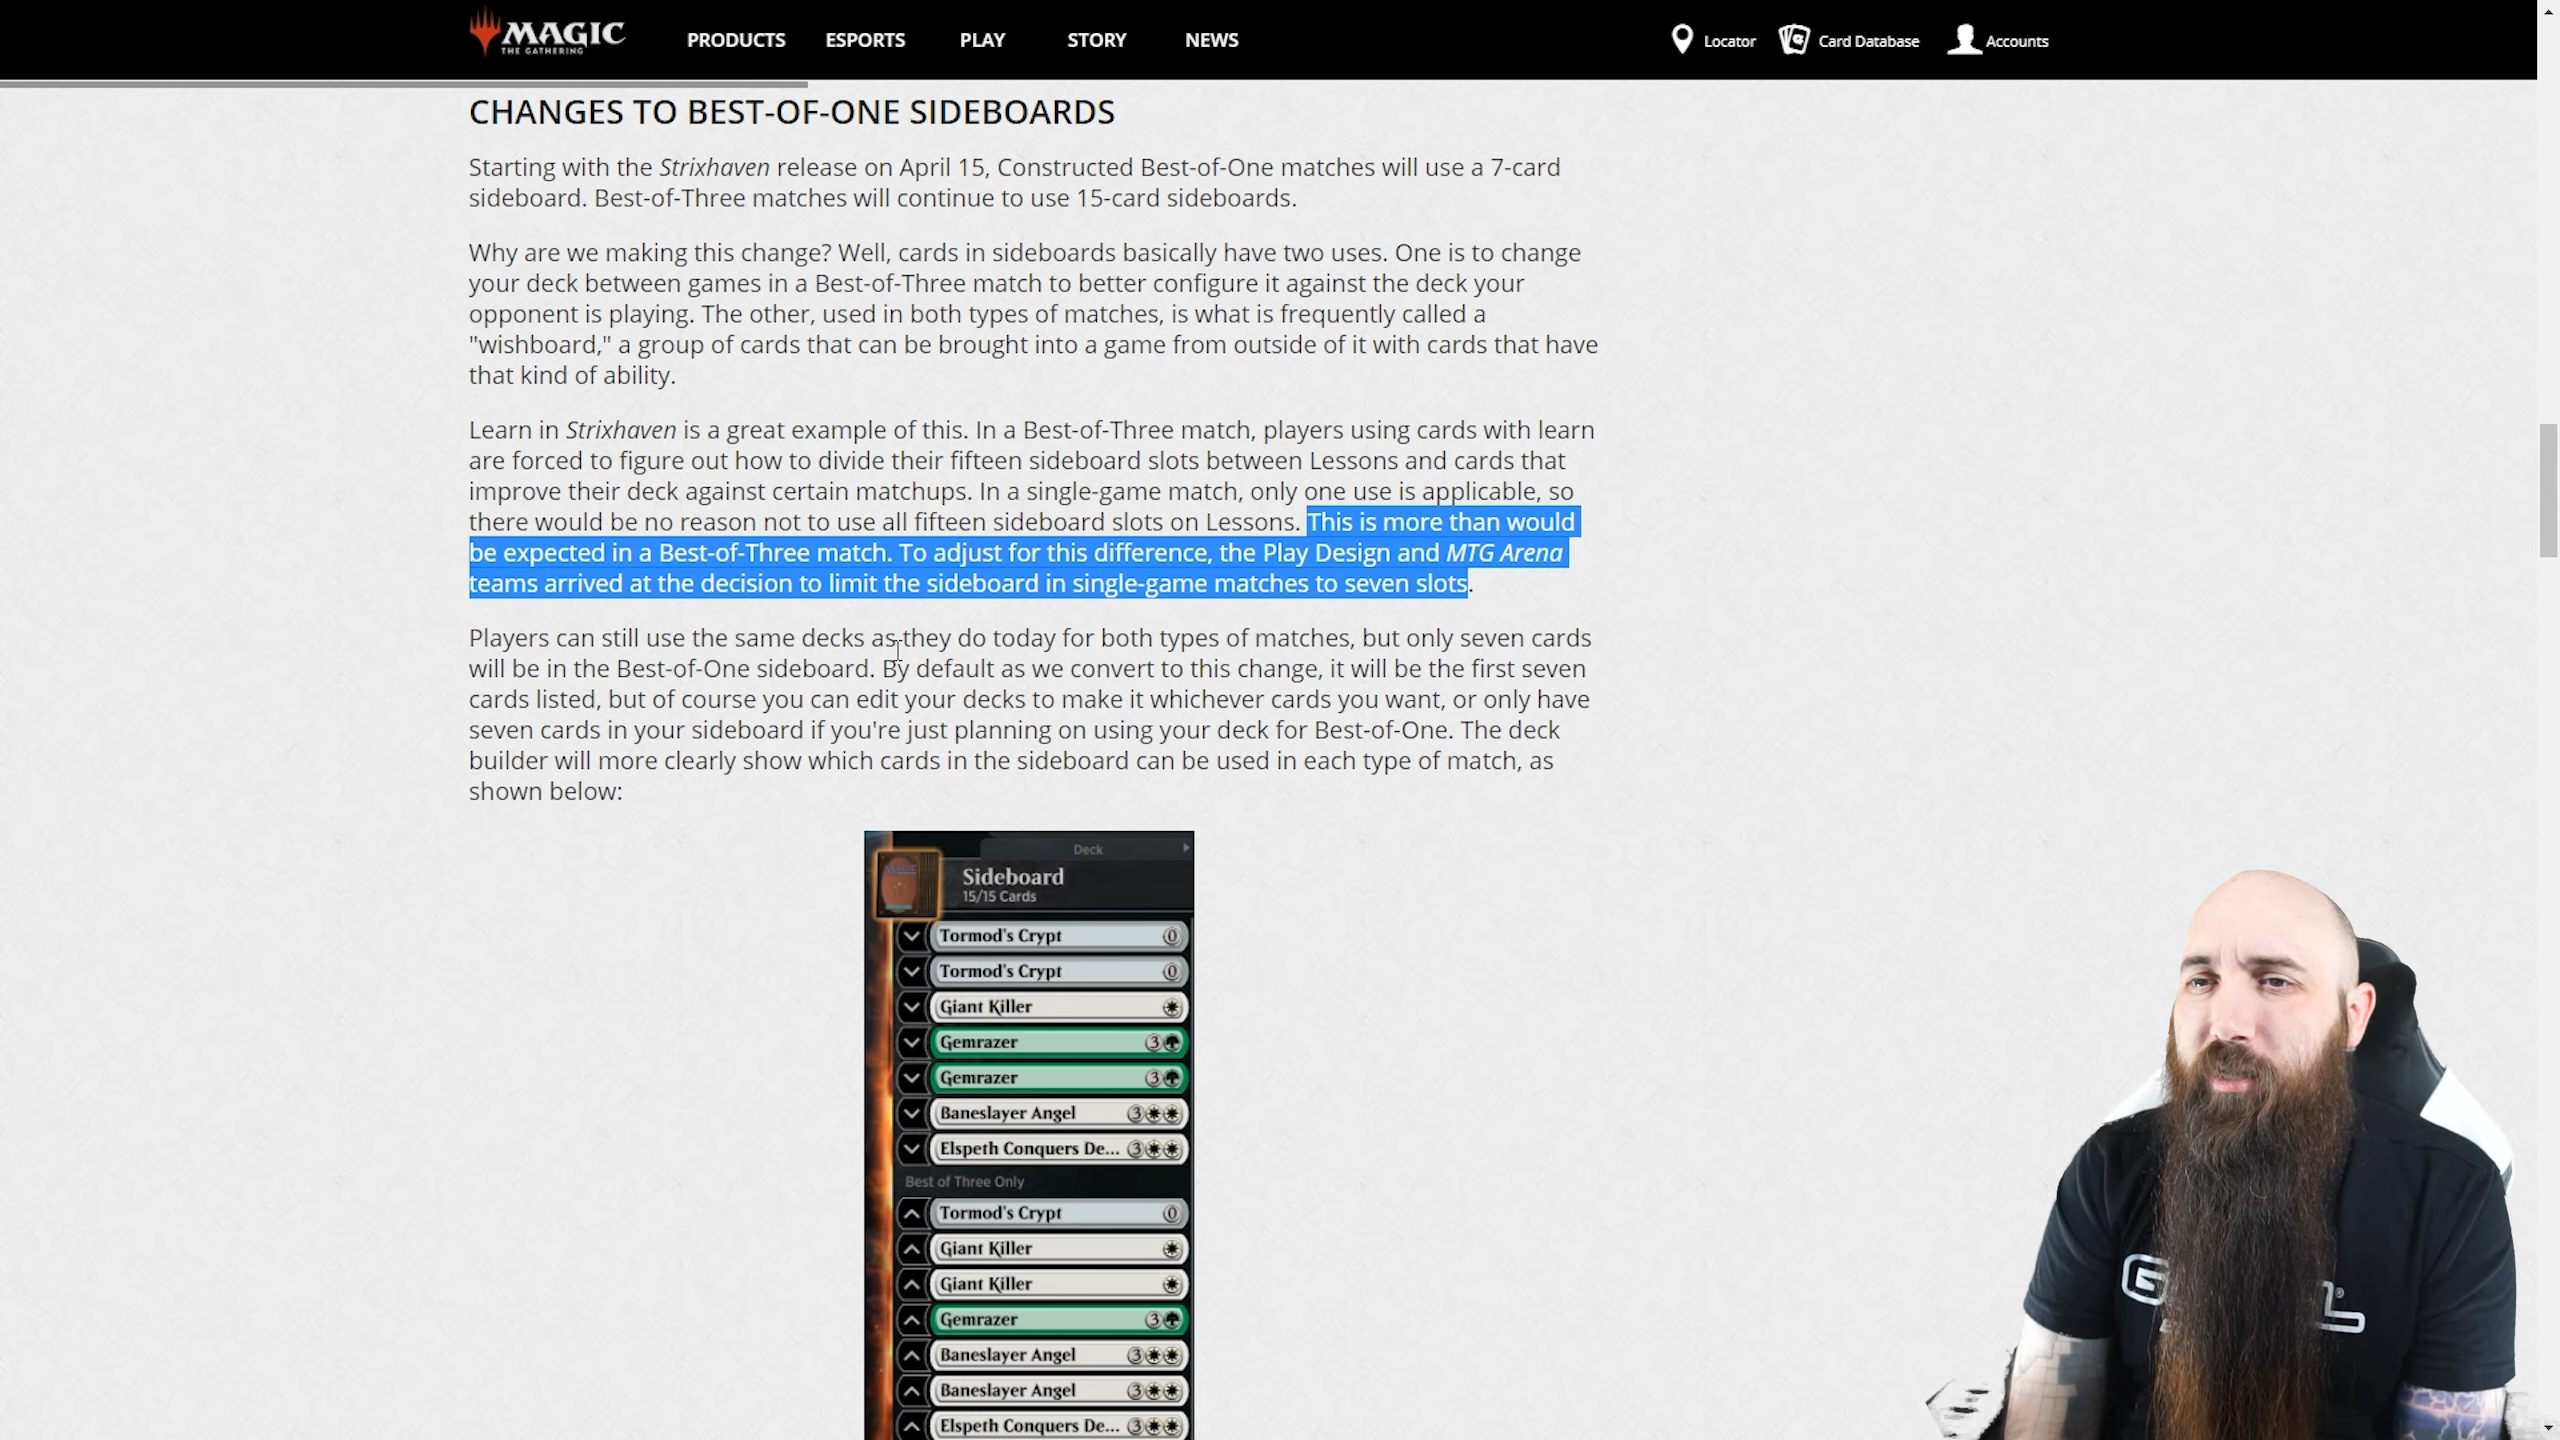 MAGIC
THE GATHERING
PRODUCTS
ESPORTS
PLAY
STORY
NEWS
Locator
Card Database
Accounts
CHANGES TO BEST-OF-ONE SIDEBOARDS
Starting with the Strixhaven release on April 15, Constructed Best-of-One matches will use a 7-card
sideboard. Best-of-Three matches will continue to use 15-card sideboards.
Why are we making this change? Well, cards in sideboards basically have two uses. One is to change
your deck between games in a Best-of-Three match to better configure it against the deck your
opponent is playing. The other, used in both types of matches, is what is frequently called a
"wishboard," a group of cards that can be brought into a game from outside of it with cards that have
that kind of ability.
Learn in Strixhaven is a great example of this. In a Best-of-Three match, players using cards with learn
are forced to figure out how to divide their fifteen sideboard slots between Lessons and cards that
improve their deck against certain matchups. In a single-game match, only one use is applicable, so
there would be no reason not to use all fifteen sideboard slots on Lessons. This is more than would
be expected in a Best-of-Three match. To adjust for this difference, the Play Design and MTG Arena
teams arrived at the decision to limit the sideboard in single-game matches to seven slots.
Players can still use the same decks as they do today for both types of matches, but only seven cards
will be in the Best-of-One sideboard. By default as we convert to this change, it will be the first seven
cards listed, but of course you can edit your decks to make it whichever cards you want, or only have
seven cards in your sideboard if you're just planning on using your deck for Best-of-One. The deck
builder will more clearly show which cards in the sideboard can be used in each type of match, as
shown below:
Deck
Sideboard
15/15 Cards
Tormod's Crypt 0
Tormod's Crypt 0
Giant Killer
Gemrazer 3
Gemrazer 3
Baneslayer Angel 3
Elspeth Conquers De... 3
Best of Three Only
Tormod's Crypt 0
Giant Killer
Giant Killer
Gemrazer 3
Baneslayer Angel 3
Baneslayer Angel 3
Elspeth Conquers De... 3